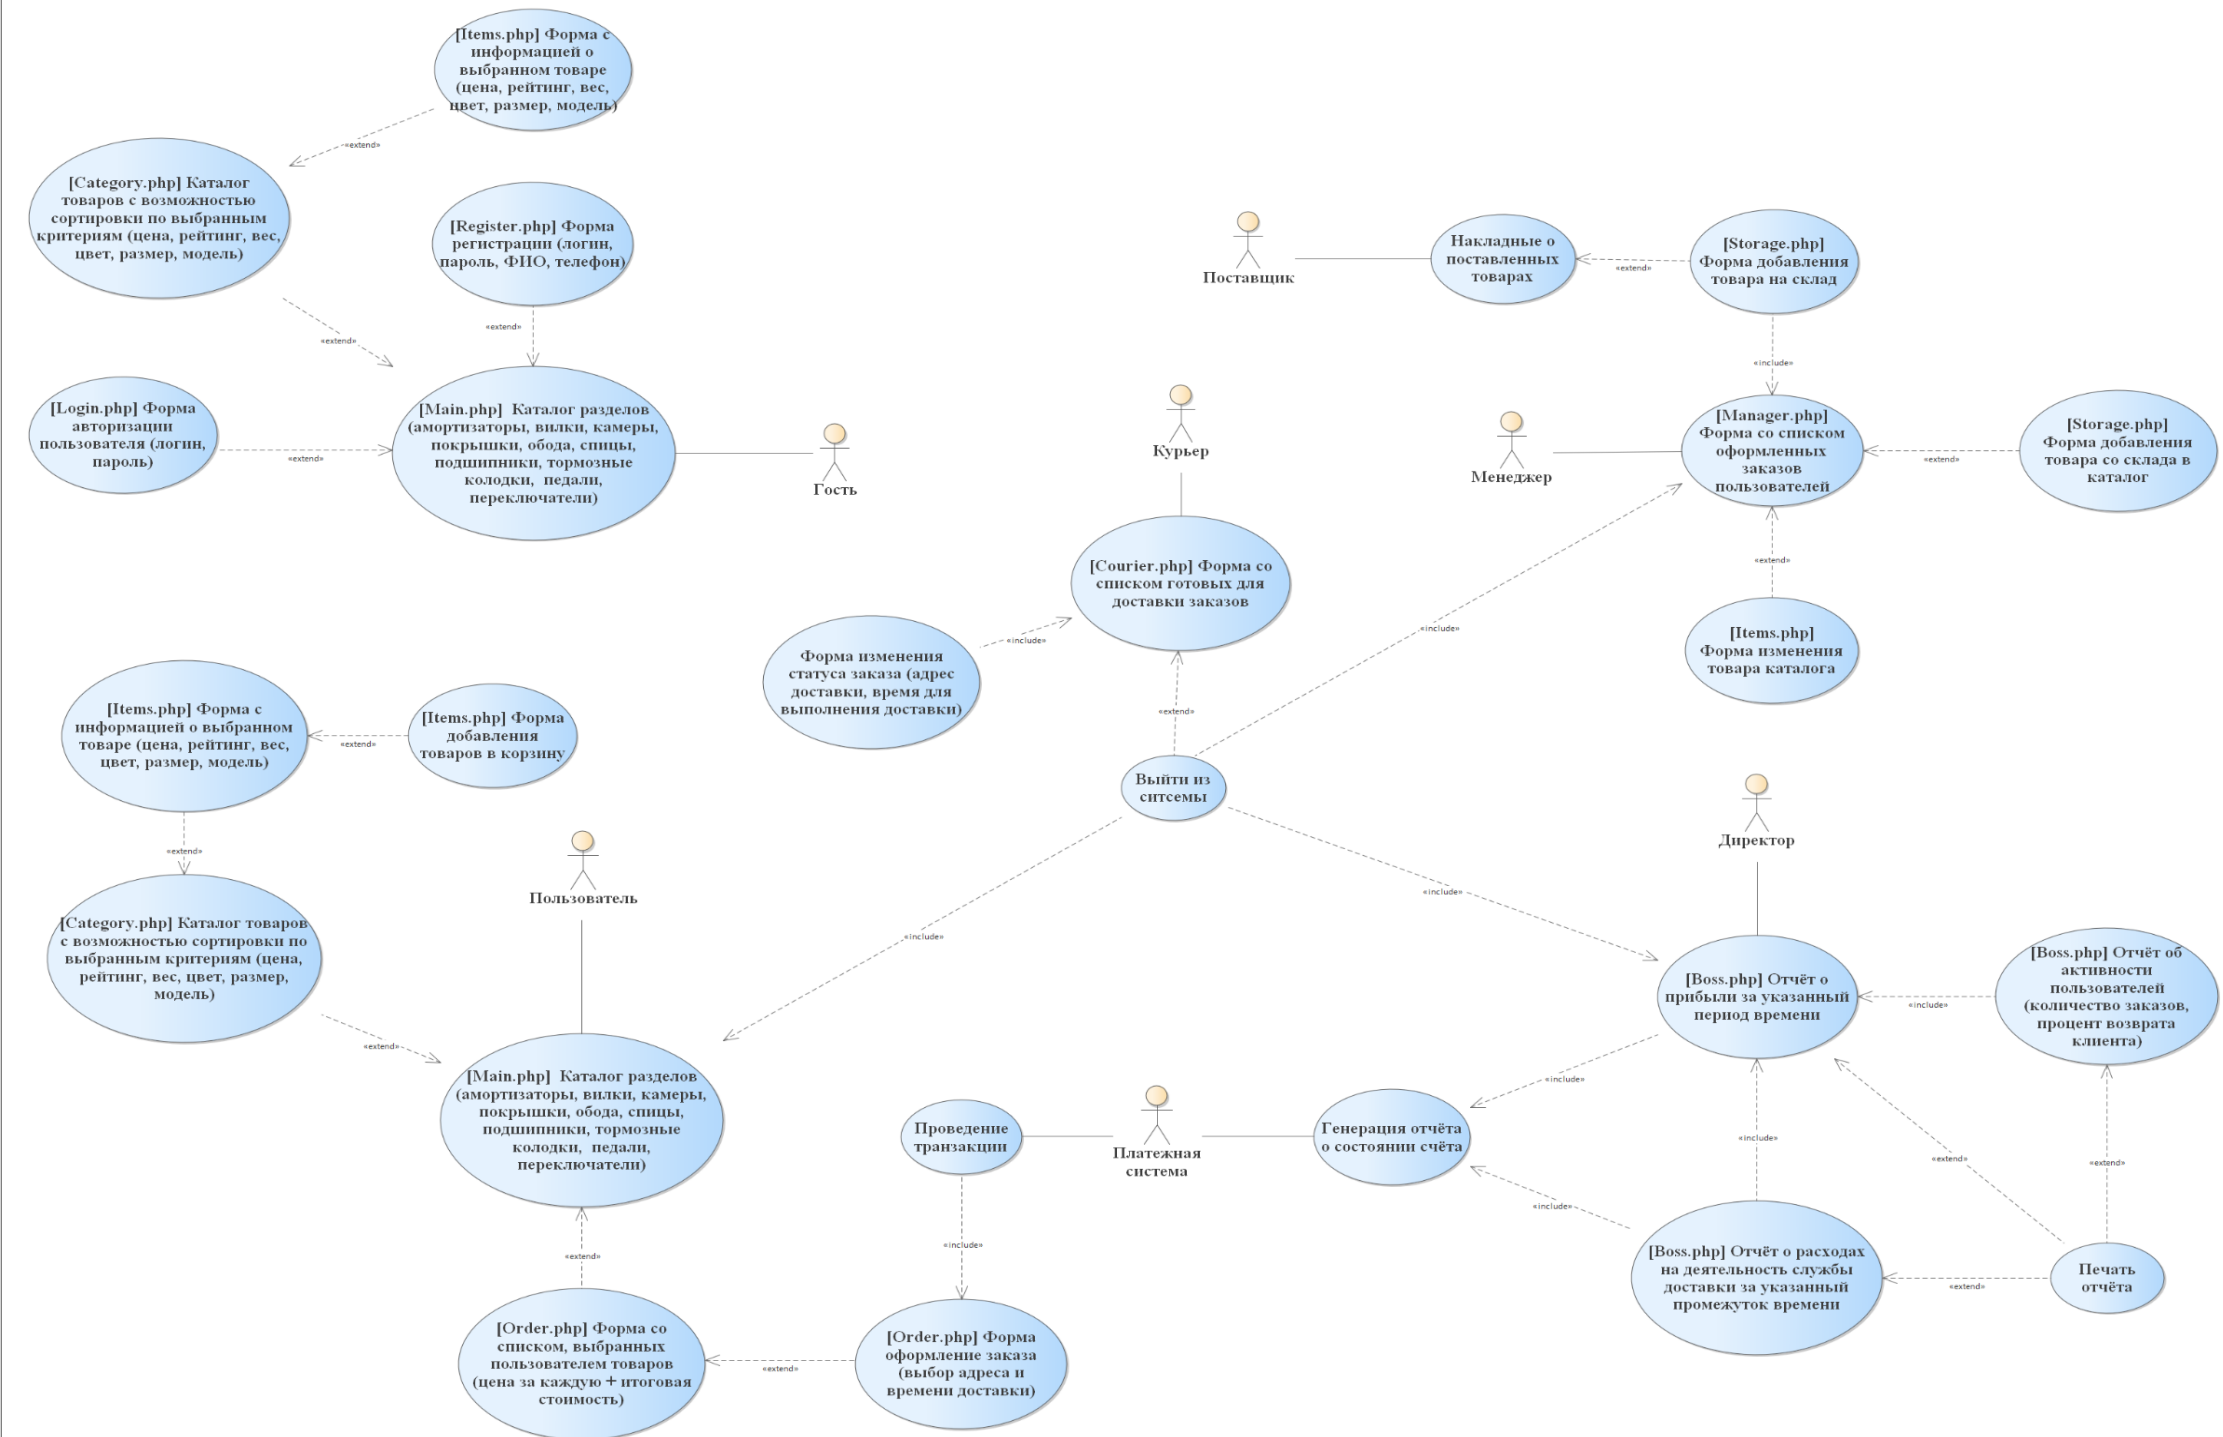 [Items.php] Форма с
информацией о
выбранном товаре
(цена, рейтинг, вес,
цвет, размер, модель)
«extend»
[Category.php] Каталог
товаров с возможностью
сортировки по выбранным
критериям (цена, рейтинг, вес,
цвет, размер, модель)
[Register.php] Форма
регистрации (логин,
пароль, ФИО, телефон)
«extend»
«extend»
[Login.php] Форма
авторизации
пользователя (логин,
пароль)
«extend»
[Main.php] Каталог разделов
(амортизаторы, вилки, камеры,
покрышки, обода, спицы,
подшипники, тормозные
колодки, педали,
переключатели)
Гость
Поставщик
Накладные о
поставленных
товарах
«extend»
[Storage.php]
Форма добавления
товара на склад
«include»
Менеджер
[Manager.php]
Форма со списком
оформленных
заказов
пользователей
«extend»
[Storage.php]
Форма добавления
товара со склада в
каталог
«extend»
[Items.php]
Форма изменения
товара каталога
Курьер
[Courier.php] Форма со
списком готовых для
доставки заказов
«include»
Форма изменения
статуса заказа (адрес
доставки, время для
выполнения доставки)
«extend»
«include»
Выйти из
ситсемы
«include»
«include»
[Items.php] Форма с
информацией о выбранном
товаре (цена, рейтинг, вес,
цвет, размер, модель)
«extend»
[Items.php] Форма
добавления
товаров в корзину
«extend»
[Category.php] Каталог товаров
с возможностью сортировки по
выбранным критериям (цена,
рейтинг, вес, цвет, размер,
модель)
«extend»
Пользователь
[Main.php] Каталог разделов
(амортизаторы, вилки, камеры,
покрышки, обода, спицы,
подшипники, тормозные
колодки, педали,
переключатели)
«extend»
[Order.php] Форма со
списком, выбранных
пользователем товаров
(цена за каждую + итоговая
стоимость)
«extend»
[Order.php] Форма
оформление заказа
(выбор адреса и
времени доставки)
«include»
Проведение
транзакции
Платежная
система
Генерация отчёта
о состоянии счёта
«include»
«include»
Директор
[Boss.php] Отчёт о
прибыли за указанный
период времени
«include»
[Boss.php] Отчёт об
активности
пользователей
(количество заказов,
процент возврата
клиента)
«include»
«extend»
«extend»
[Boss.php] Отчёт о расходах
на деятельность службы
доставки за указанный
промежуток времени
«extend»
Печать
отчёта